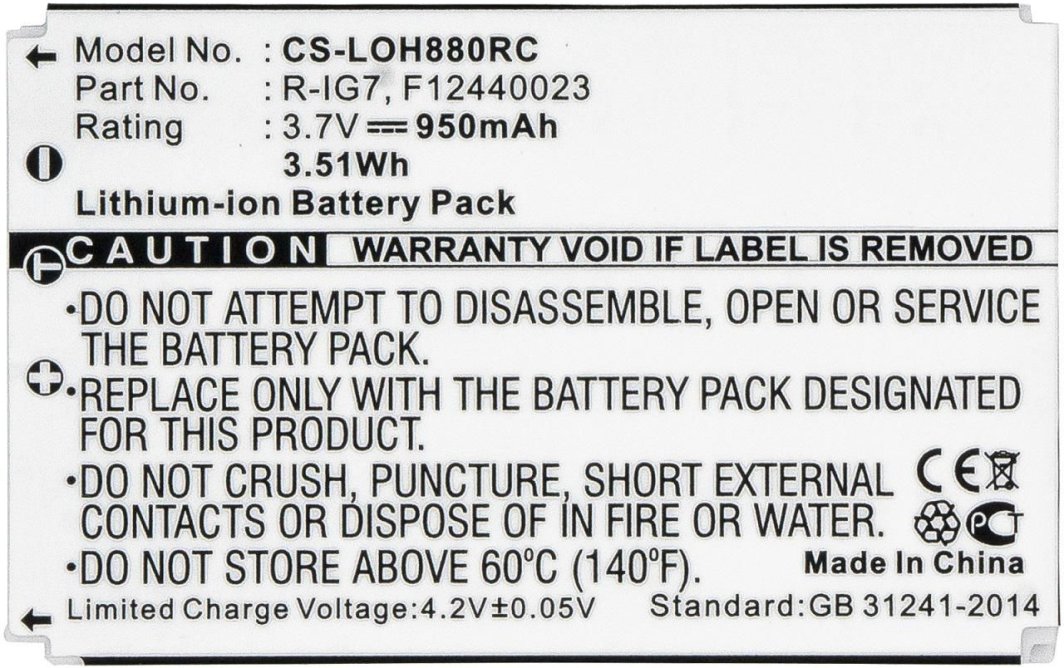 Model No. : CS-LOH880RC
Part No. : R-IG7, F12440023
Rating : 3.7V 950mAh
3.51Wh
Lithium-ion Battery Pack
CAUTION WARRANTY VOID IF LABEL IS REMOVED
•DO NOT ATTEMPT TO DISASSEMBLE, OPEN OR SERVICE
THE BATTERY PACK.
•REPLACE ONLY WITH THE BATTERY PACK DESIGNATED
FOR THIS PRODUCT.
•DO NOT CRUSH, PUNCTURE, SHORT EXTERNAL
CONTACTS OR DISPOSE OF IN FIRE OR WATER.
CE
PCT
•DO NOT STORE ABOVE 60ºC (140ºF).
Made In China
Limited Charge Voltage:4.2V±0.05V Standard:GB 31241-2014